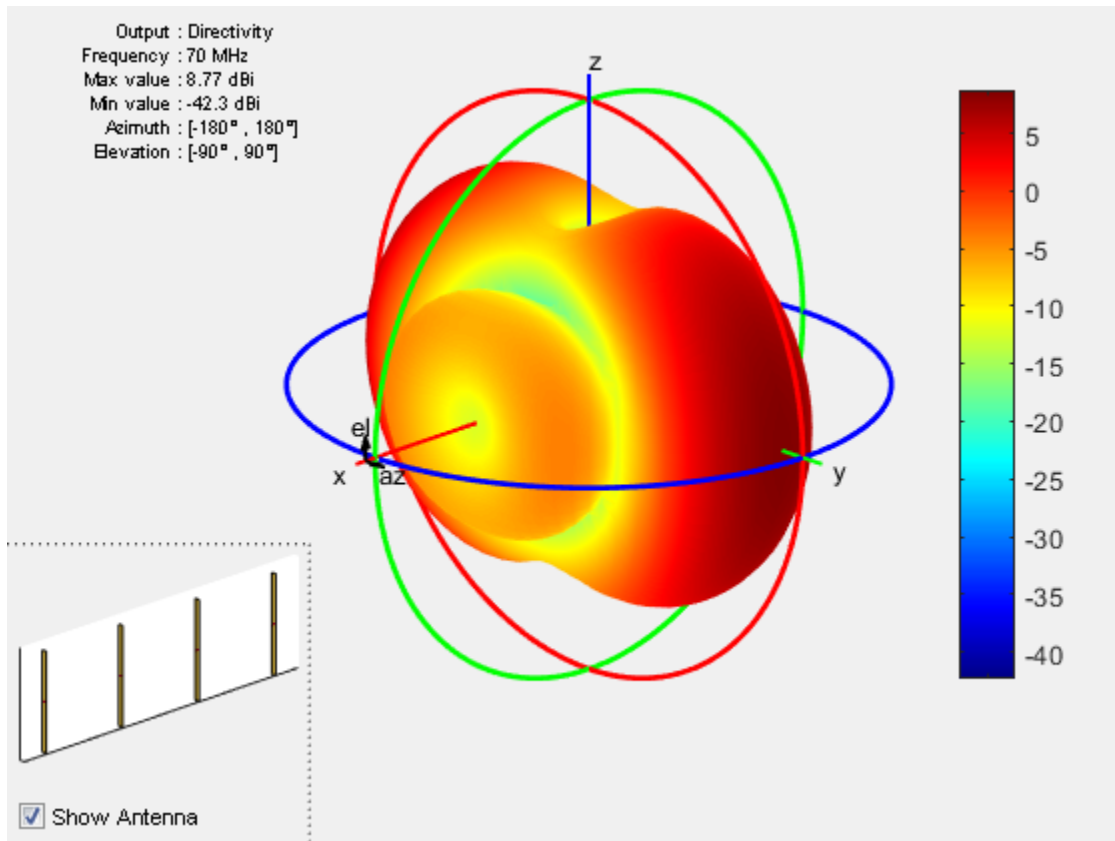 Output : Directivity
Frequency : 70 MHz
Max value : 8.77 dBi
Min value : -42.3 dBi
Azimuth : [-180° , 180°]
Elevation : [-90° , 90°]
z
el
x
az
y
5
0
-5
-10
-15
-20
-25
-30
-35
-40
Show Antenna